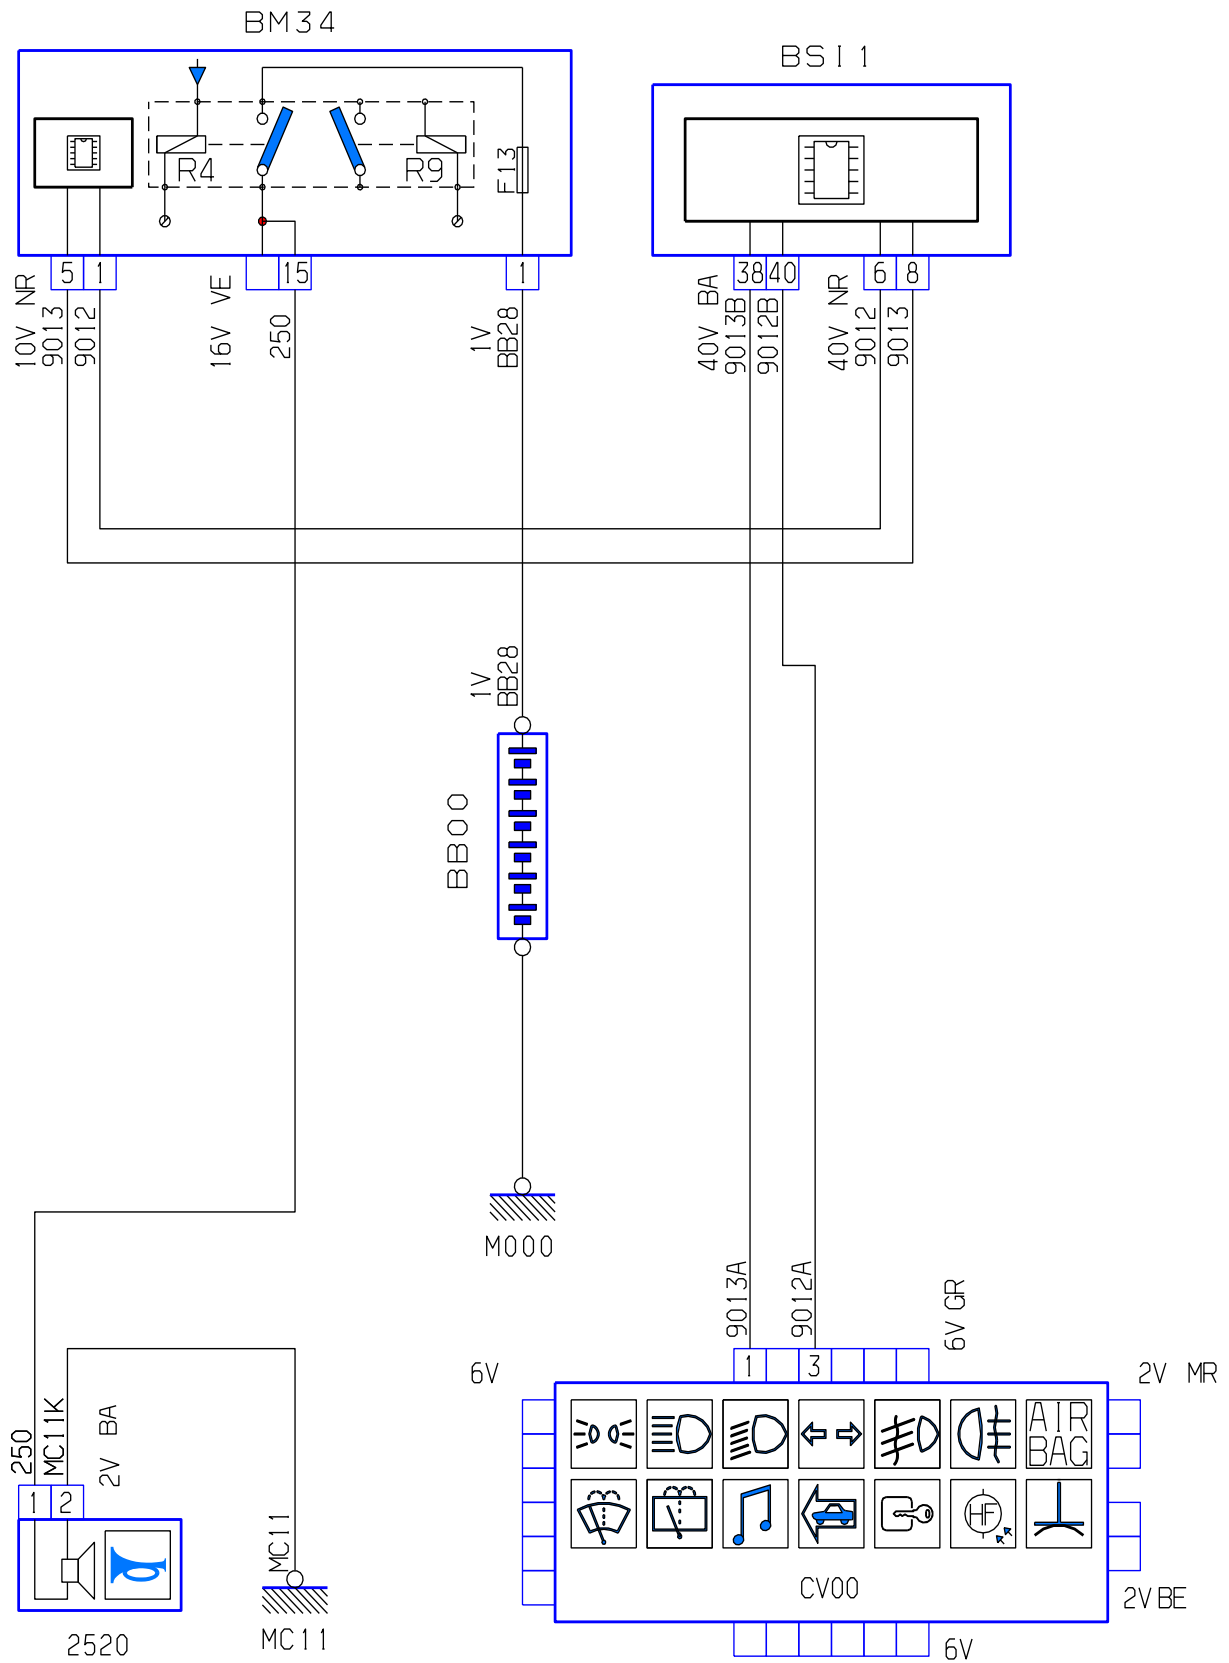 BM34
BSI1
R4
R9
F13
5
1
15
1
38
40
6
8
10V NR
9013
9012
16V VE
250
1V
BB28
40V BA
9013B
9012B
40V NR
9012
9013
1V
BB28
BB00
M000
9013A
9012A
6V GR
1
3
6V
2V MR
250
MC11K
2V BA
1
2
AIR
BAG
HF
MC11
CV00
2V BE
2520
MC11
6V